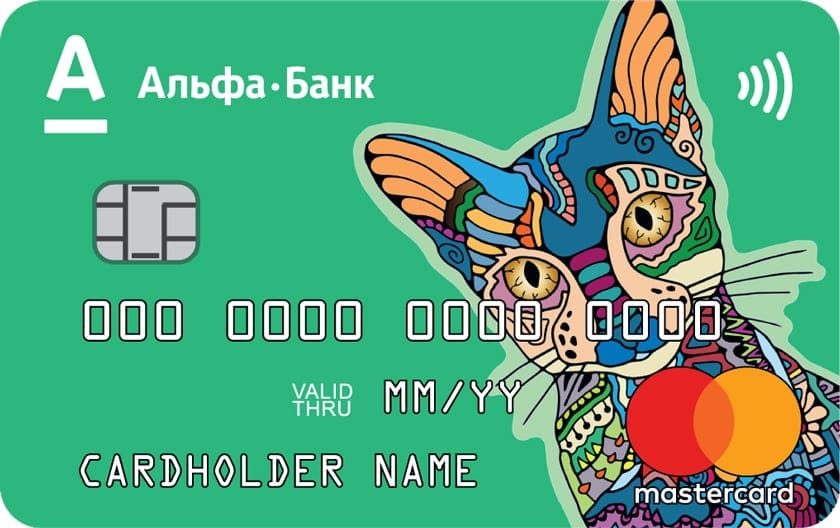 А
Альфа·Банк
000 0000 0000 0000
VALID THRU MM/YY
CARDHOLDER NAME
mastercard